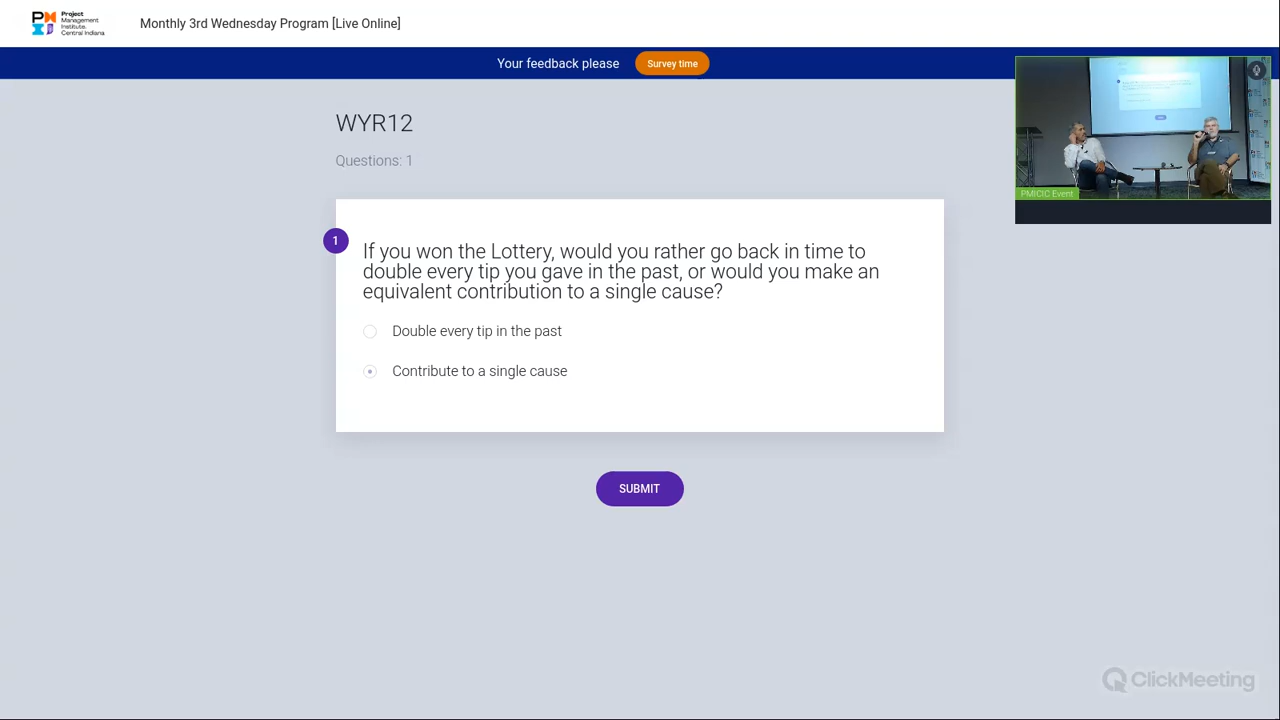 Project
Management
Institute.
Central Indiana
Monthly 3rd Wednesday Program [Live Online]
Your feedback please
Survey time
WYR12
Questions: 1
1
If you won the Lottery, would you rather go back in time to
double every tip you gave in the past, or would you make an
equivalent contribution to a single cause?
Double every tip in the past
Contribute to a single cause
SUBMIT
PMICIC Event
ClickMeeting